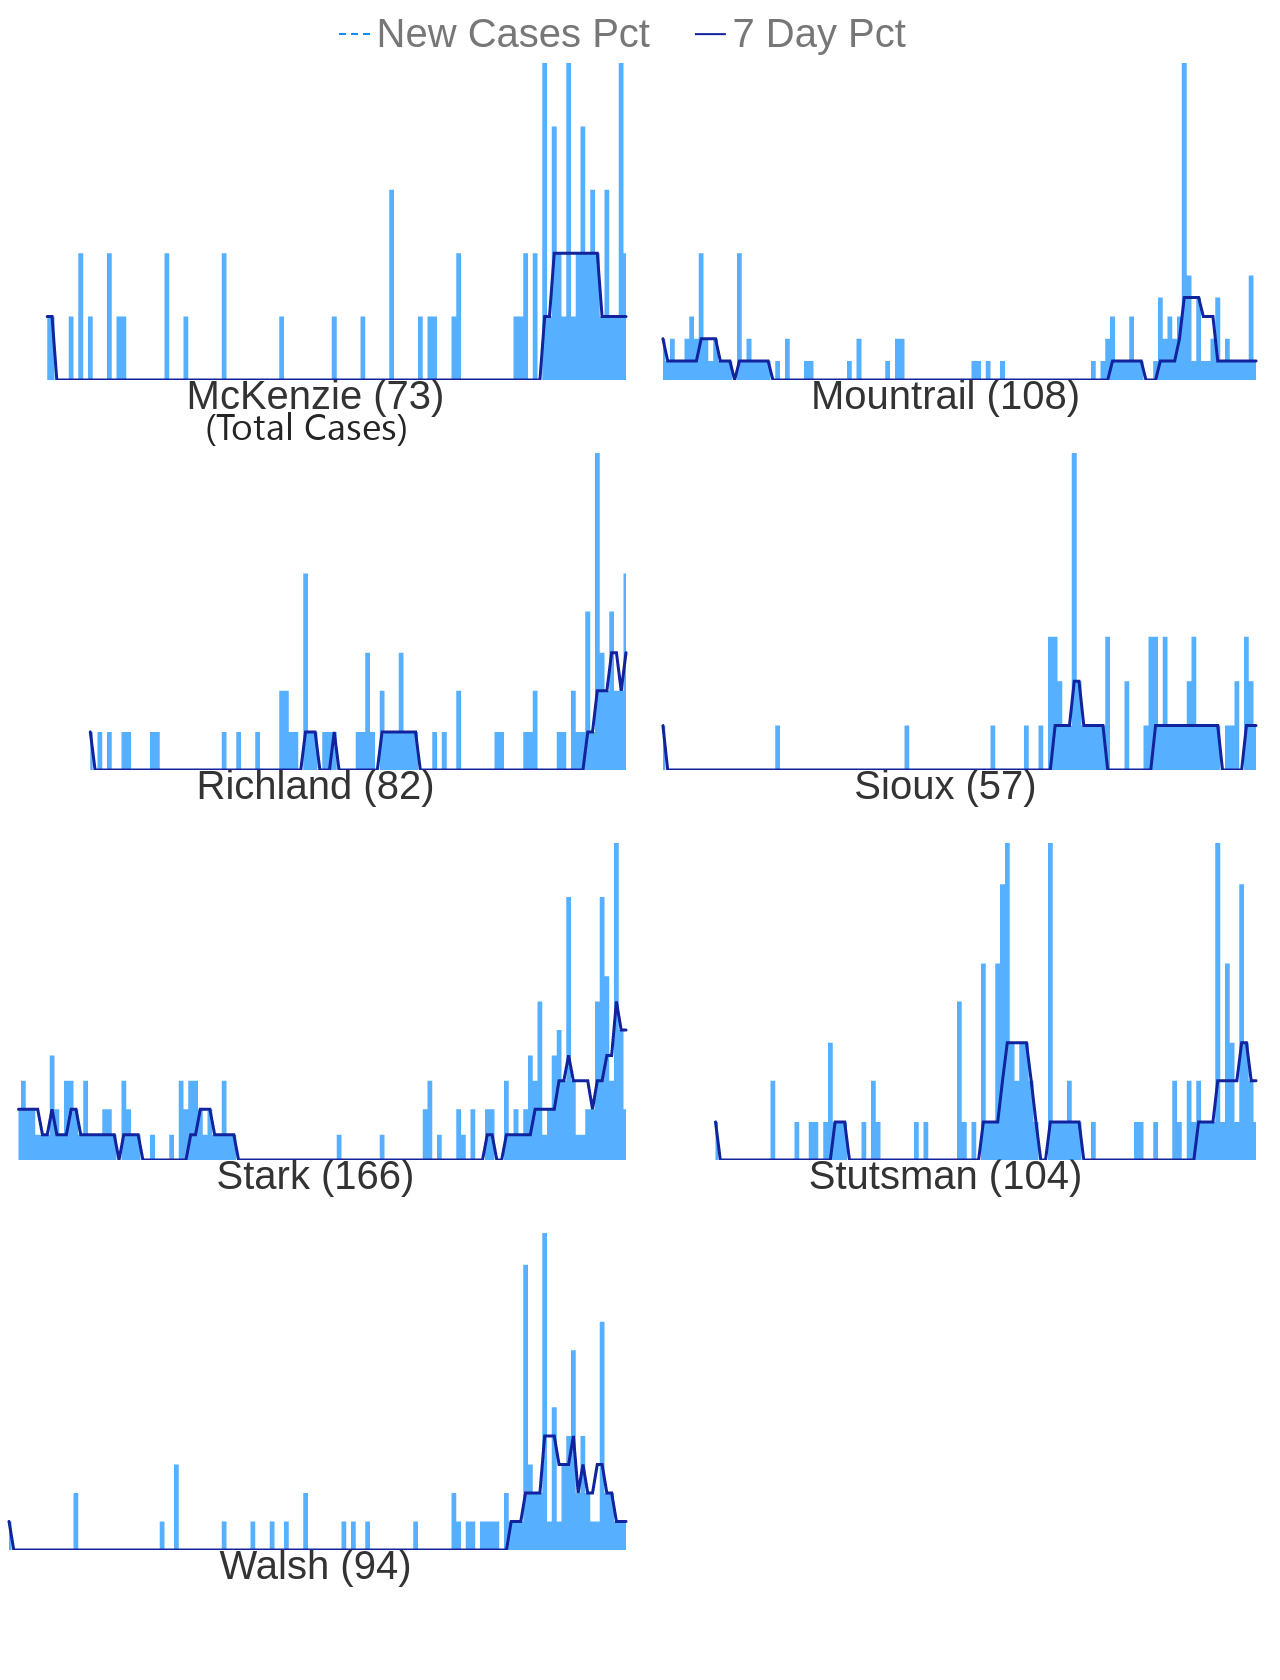 New Cases Pct 7 Day Pct
McKenzie (73) Mountrail (108)
(Total Cases)
Richland (82) Sioux (57)
Stark (166) Stutsman (104)
Walsh (94)